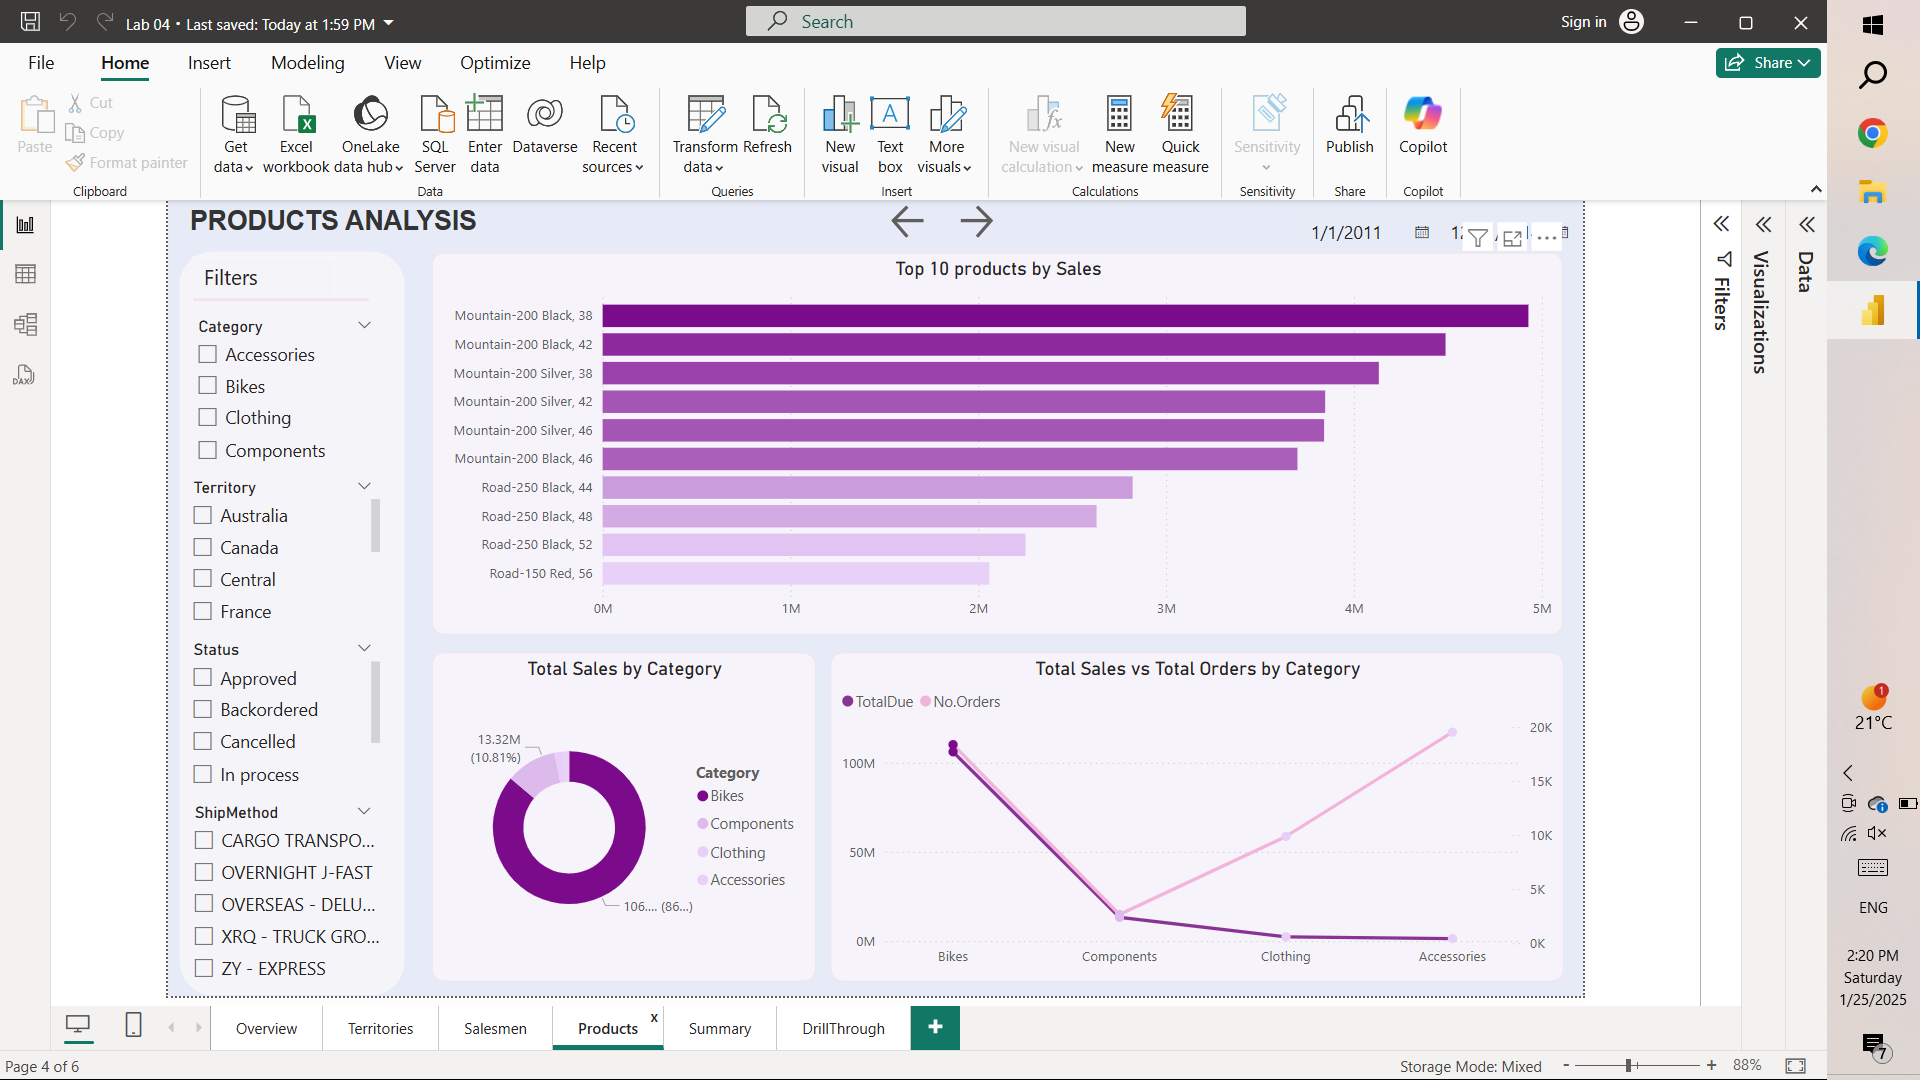 Lab 04 • Last saved: Today at 1:59 PM
Search
Sign in
File
Home
Insert
Modeling
View
Optimize
Help
Share
Paste
Cut
Copy
Format painter
Clipboard
Get data
Excel workbook
OneLake data hub
SQL Server
Enter data
Dataverse
Recent sources
Data
Transform data
Refresh
Queries
New visual
Text box
More visuals
Insert
New visual calculation
New measure
Quick measure
Calculations
Sensitivity
Sensitivity
Publish
Share
Copilot
Copilot
PRODUCTS ANALYSIS
1/1/2011
Filters
Category
Accessories
Bikes
Clothing
Components
Territory
Australia
Canada
Central
France
Status
Approved
Backordered
Cancelled
In process
ShipMethod
CARGO TRANSPO...
OVERNIGHT J-FAST
OVERSEAS - DELU...
XRQ - TRUCK GRO...
ZY - EXPRESS
Top 10 products by Sales
Mountain-200 Black, 38
Mountain-200 Black, 42
Mountain-200 Silver, 38
Mountain-200 Silver, 42
Mountain-200 Silver, 46
Mountain-200 Black, 46
Road-250 Black, 44
Road-250 Black, 48
Road-250 Black, 52
Road-150 Red, 56
0M 1M 2M 3M 4M 5M
Total Sales by Category
13.32M
(10.81%)
106.... (86...)
Category
Bikes
Components
Clothing
Accessories
Total Sales vs Total Orders by Category
TotalDue No.Orders
100M
50M
0M
20K
15K
10K
5K
0K
Bikes Components Clothing Accessories
Filters
Visualizations
Data
DAX
Overview
Territories
Salesmen
Products
x
Summary
DrillThrough
+
Page 4 of 6
Storage Mode: Mixed
- + 88%
1
21°C
ENG
2:20 PM
Saturday
1/25/2025
7